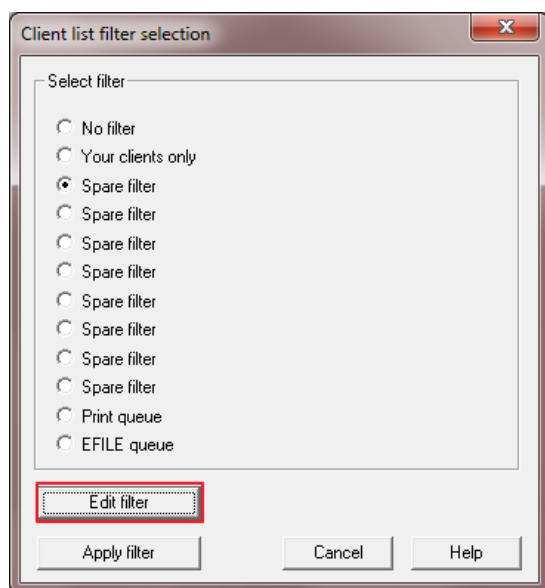 Client list filter selection
Select filter
No filter
Your clients only
Spare filter
Spare filter
Spare filter
Spare filter
Spare filter
Spare filter
Spare filter
Spare filter
Print queue
EFILE queue
Edit filter
Apply filter Cancel Help